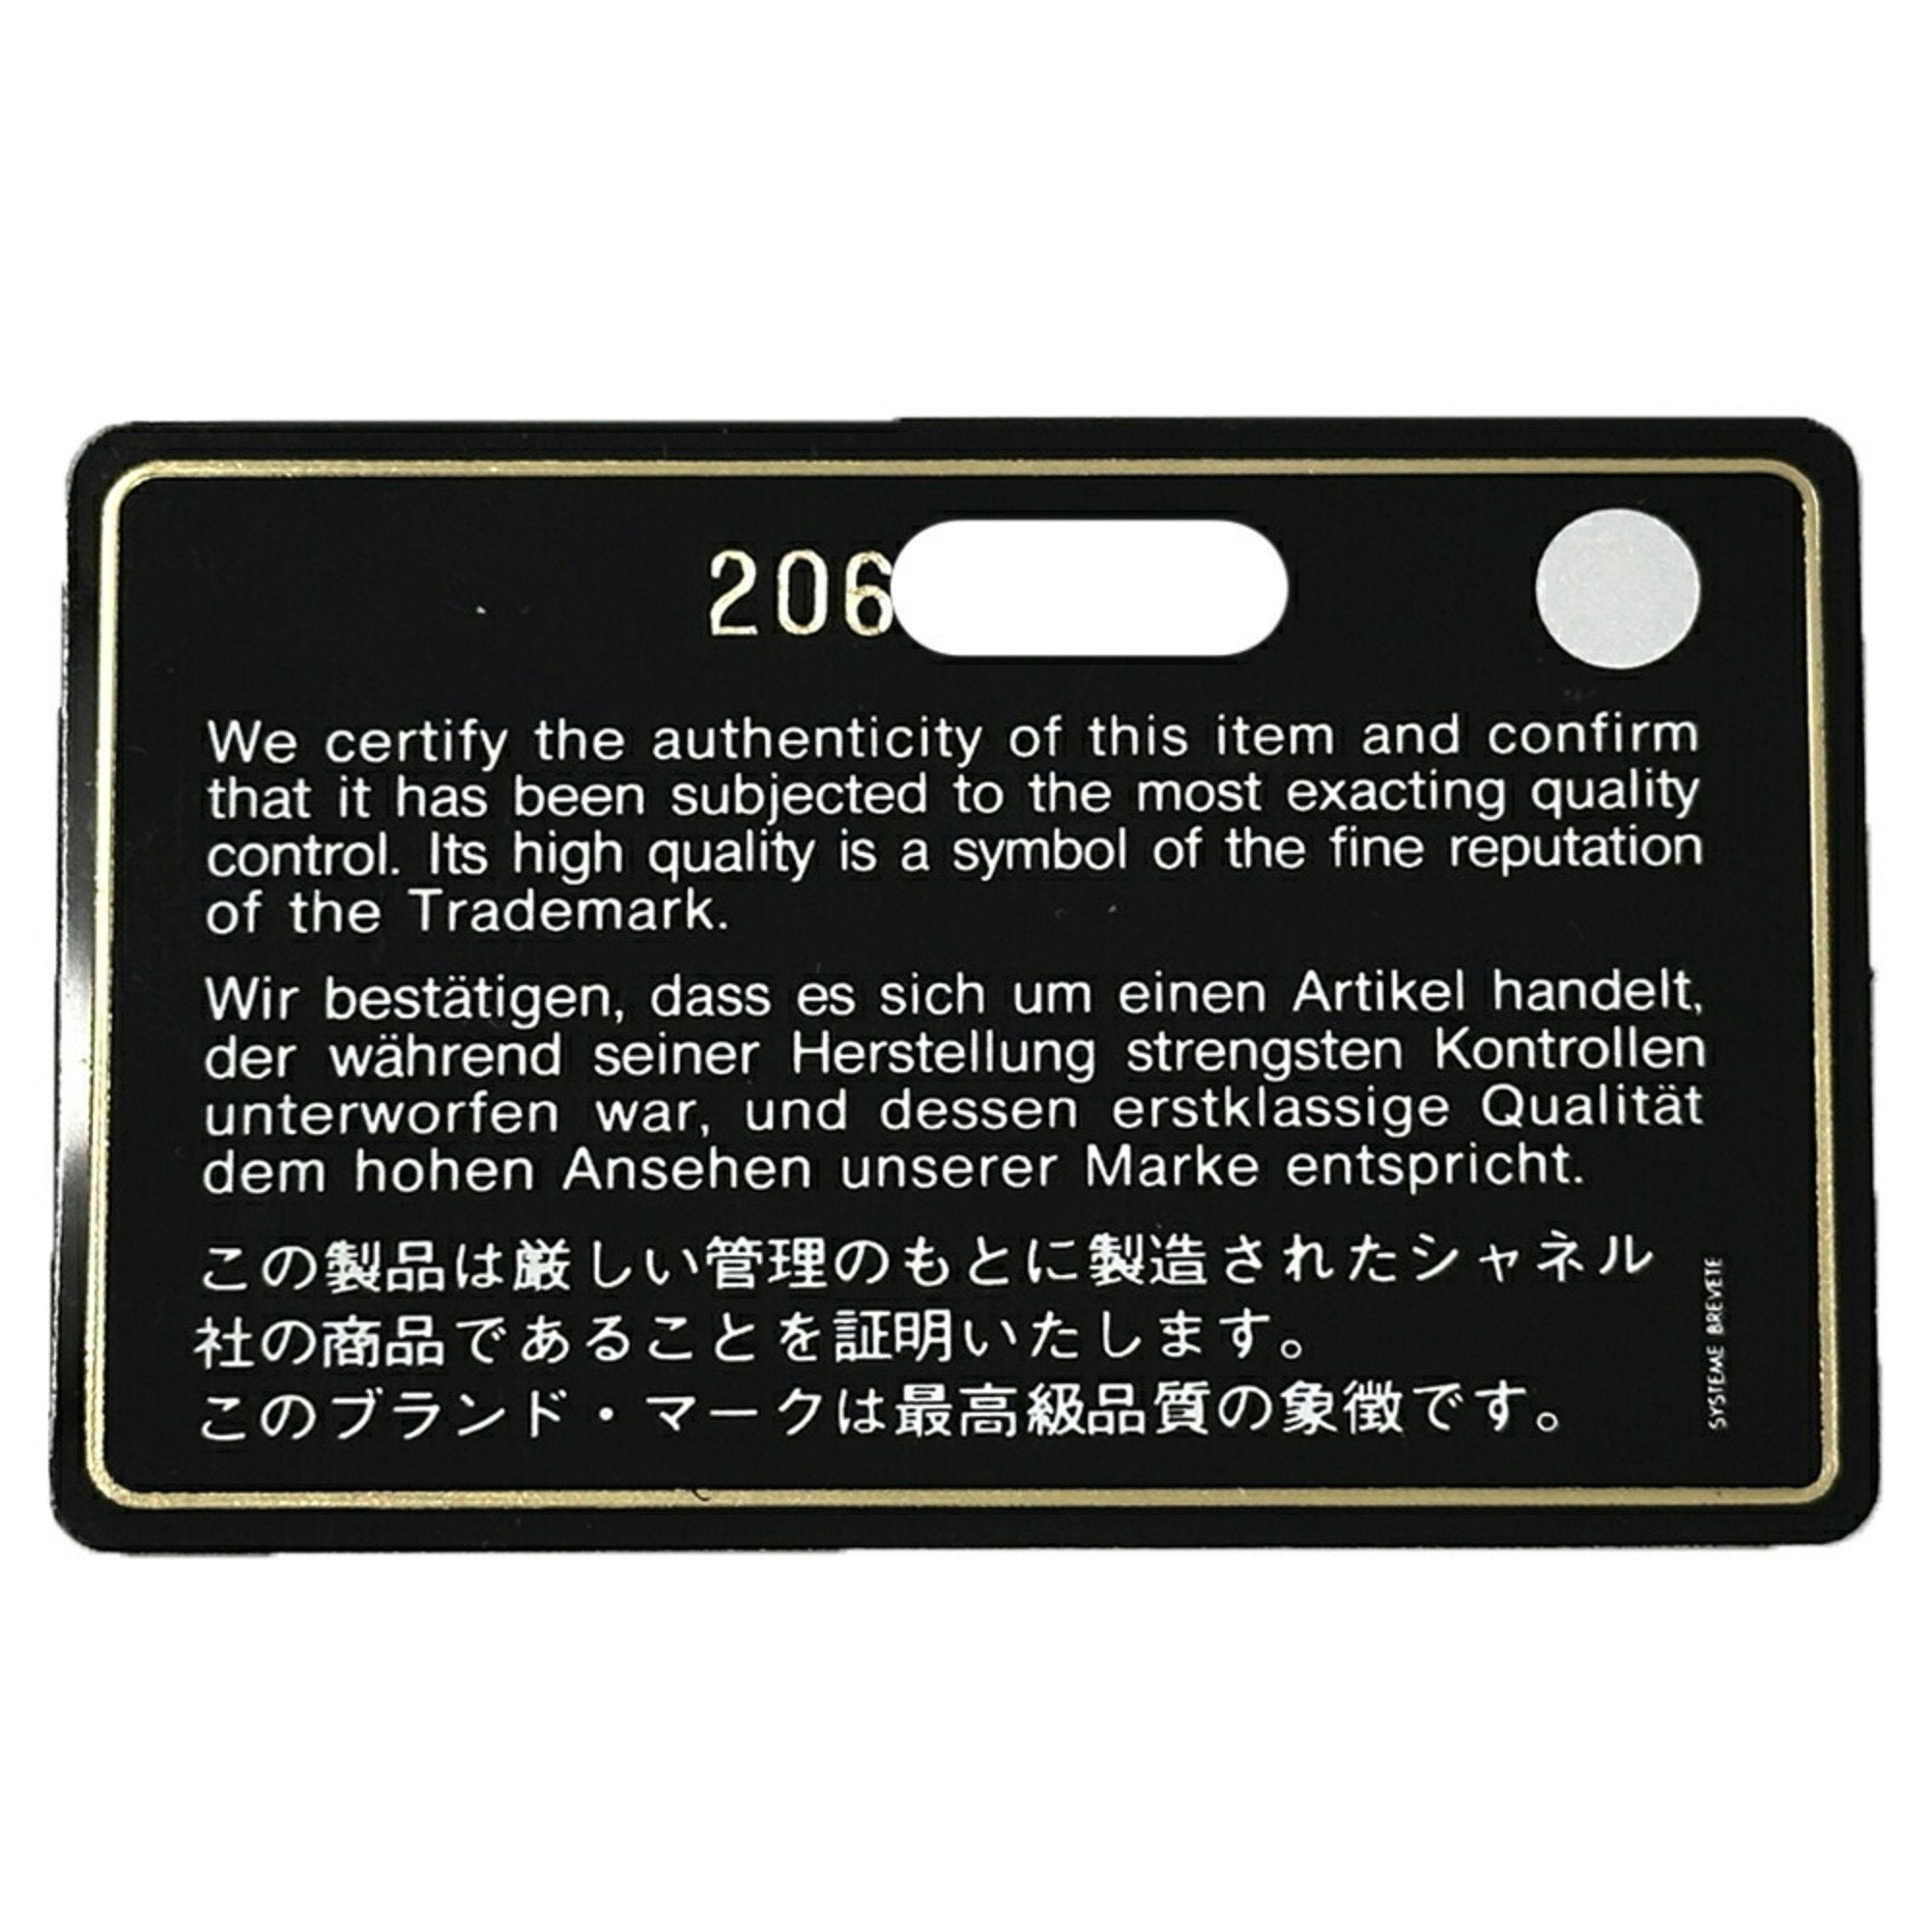 206
We certify the authenticity of this item and confirm
that it has been subjected to the most exacting quality
control. Its high quality is a symbol of the fine reputation
of the Trademark.
Wir bestätigen, dass es sich um einen Artikel handelt,
der während seiner Herstellung strengsten Kontrollen
unterworfen war, und dessen erstklassige Qualität
dem hohen Ansehen unserer Marke entspricht.
この製品は厳しい管理のもとに製造されたシャネル
社の商品であることを証明いたします。
このブランド・マークは最高級品質の象徴です。
SYSTEME BREVETE